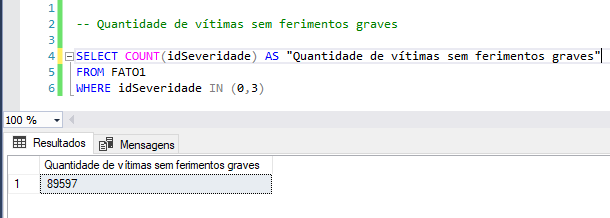 1
2 -- Quantidade de vítimas sem ferimentos graves
3
4 SELECT COUNT(idSeveridade) AS "Quantidade de vítimas sem ferimentos graves"
5 FROM FATO1
6 WHERE idSeveridade IN (0,3)
100 %
Resultados Mensagens
Quantidade de vítimas sem ferimentos graves
1 89597